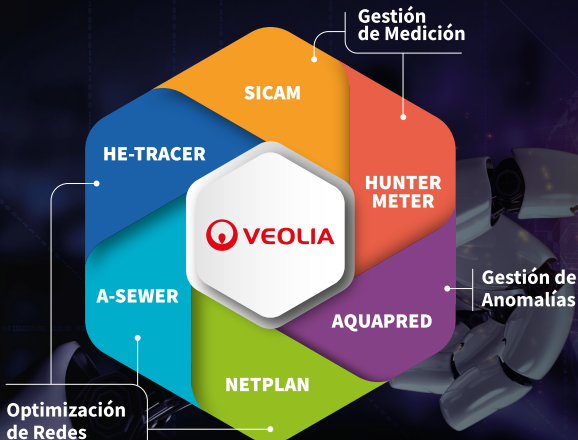 Gestión
de Medición
SICAM
HE-TRACER
HUNTER
METER
VEOLIA
Gestión de
Anomalías
A-SEWER
AQUAPRED
NETPLAN
Optimización
de Redes